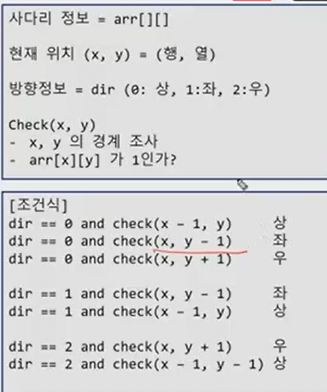 사다리 정보 = arr[][]
현재 위치 (x, y) = (행, 열)
방향정보 = dir (0: 상, 1:좌, 2:우)
Check(x, y)
- x, y 의 경계 조사
- arr[x][y] 가 1인가?
[조건식]
dir == 0 and check(x - 1, y) 상
dir == 0 and check(x, y - 1) 좌
dir == 0 and check(x, y + 1) 우
dir == 1 and check(x, y - 1) 좌
dir == 1 and check(x - 1, y) 상
dir == 2 and check(x, y + 1) 우
dir == 2 and check(x - 1, y - 1) 상